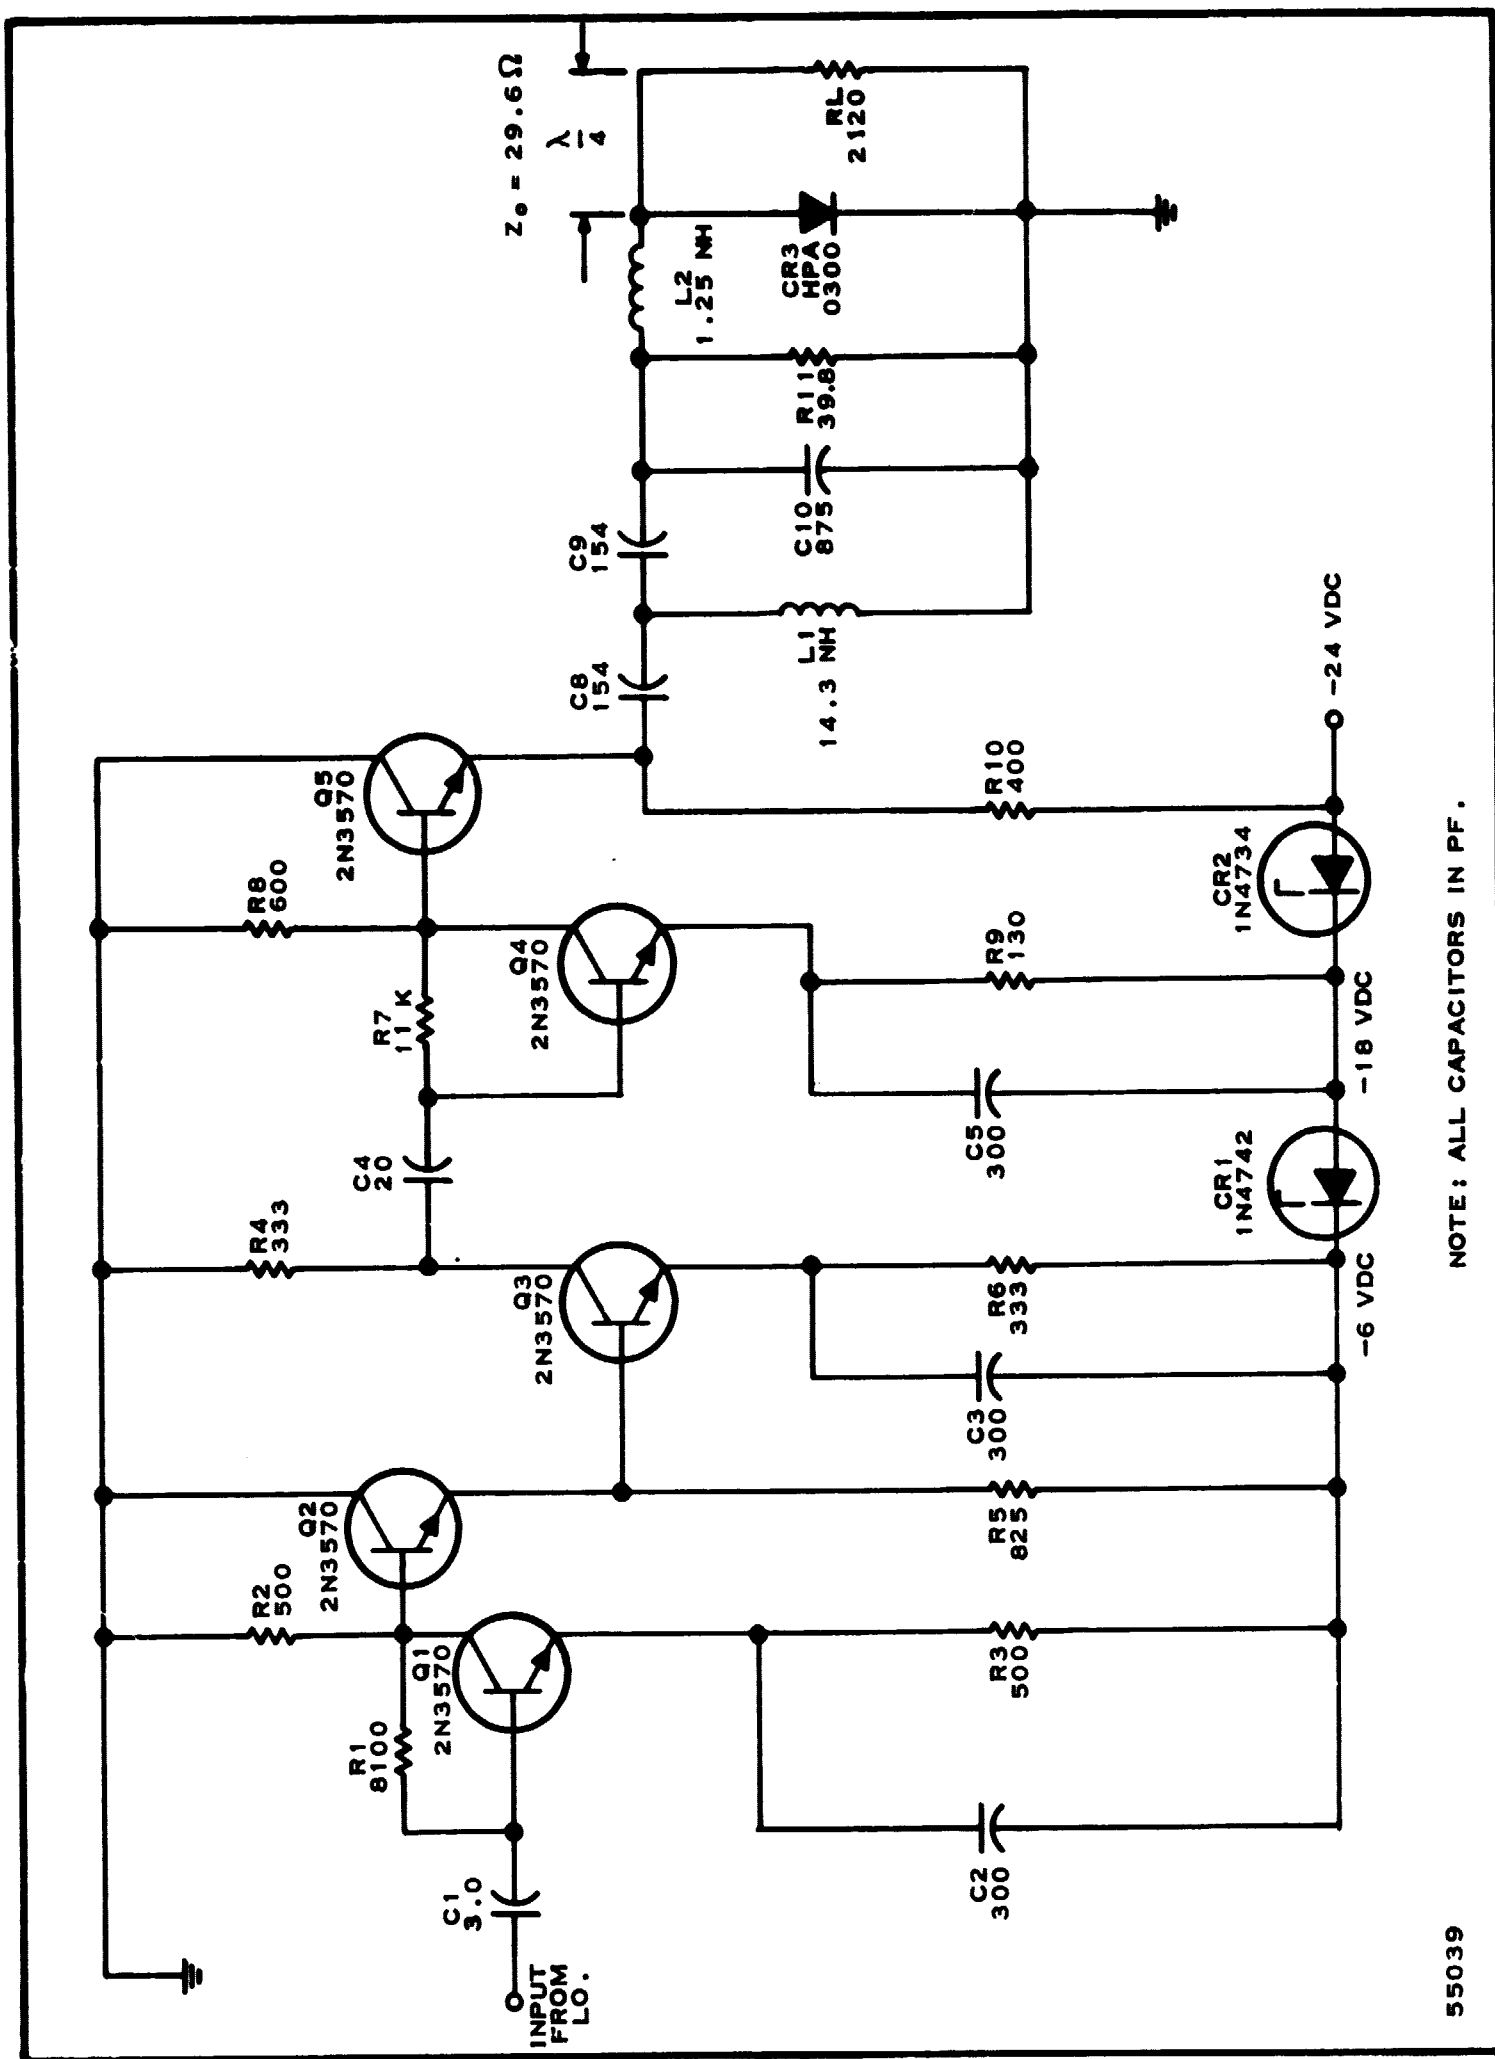 Zo = 29.6 Ω
λ
4
RL
2120
CR3
HPA
0300
L2
1.25 NH
R11
39.8
C10
875
C9
154
L1
14.3 NH
C8
154
Q5
2N3570
R10
400
-24 VDC
R8
600
R7
11 K
Q4
2N3570
R9
130
CR2
1N4734
-18 VDC
C4
20
C5
300
CR1
1N4742
R4
333
Q3
2N3570
R6
333
-6 VDC
C3
300
Q2
2N3570
R5
825
R2
500
Q1
2N3570
R3
500
R1
8100
C1
3.0
C2
300
INPUT
FROM
LO.
NOTE: ALL CAPACITORS IN PF.
55039